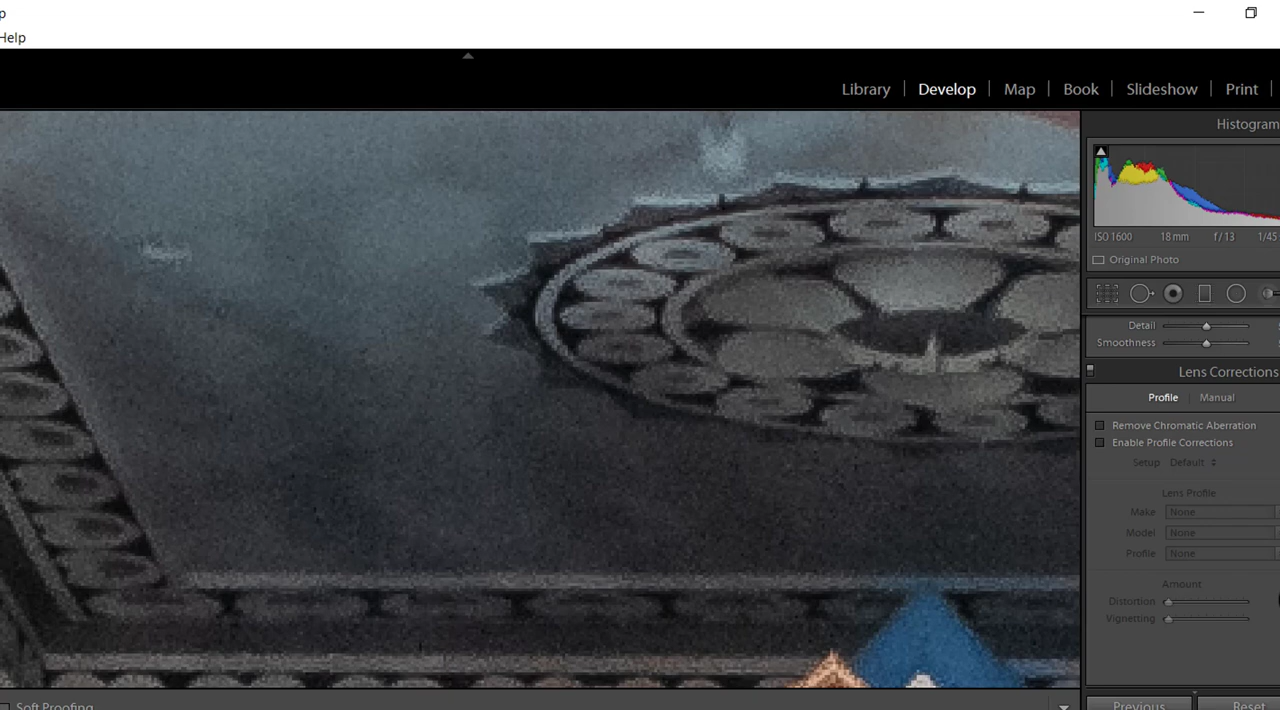 Help
Library | Develop | Map | Book | Slideshow | Print |
Histogram
ISO 1600 18 mm f / 13 1/45
Original Photo
Detail
Smoothness
Lens Corrections
Profile | Manual
Remove Chromatic Aberration
Enable Profile Corrections
Setup Default
Lens Profile
Make None
Model None
Profile None
Amount
Distortion
Vignetting
Soft Proofing
Previous Reset